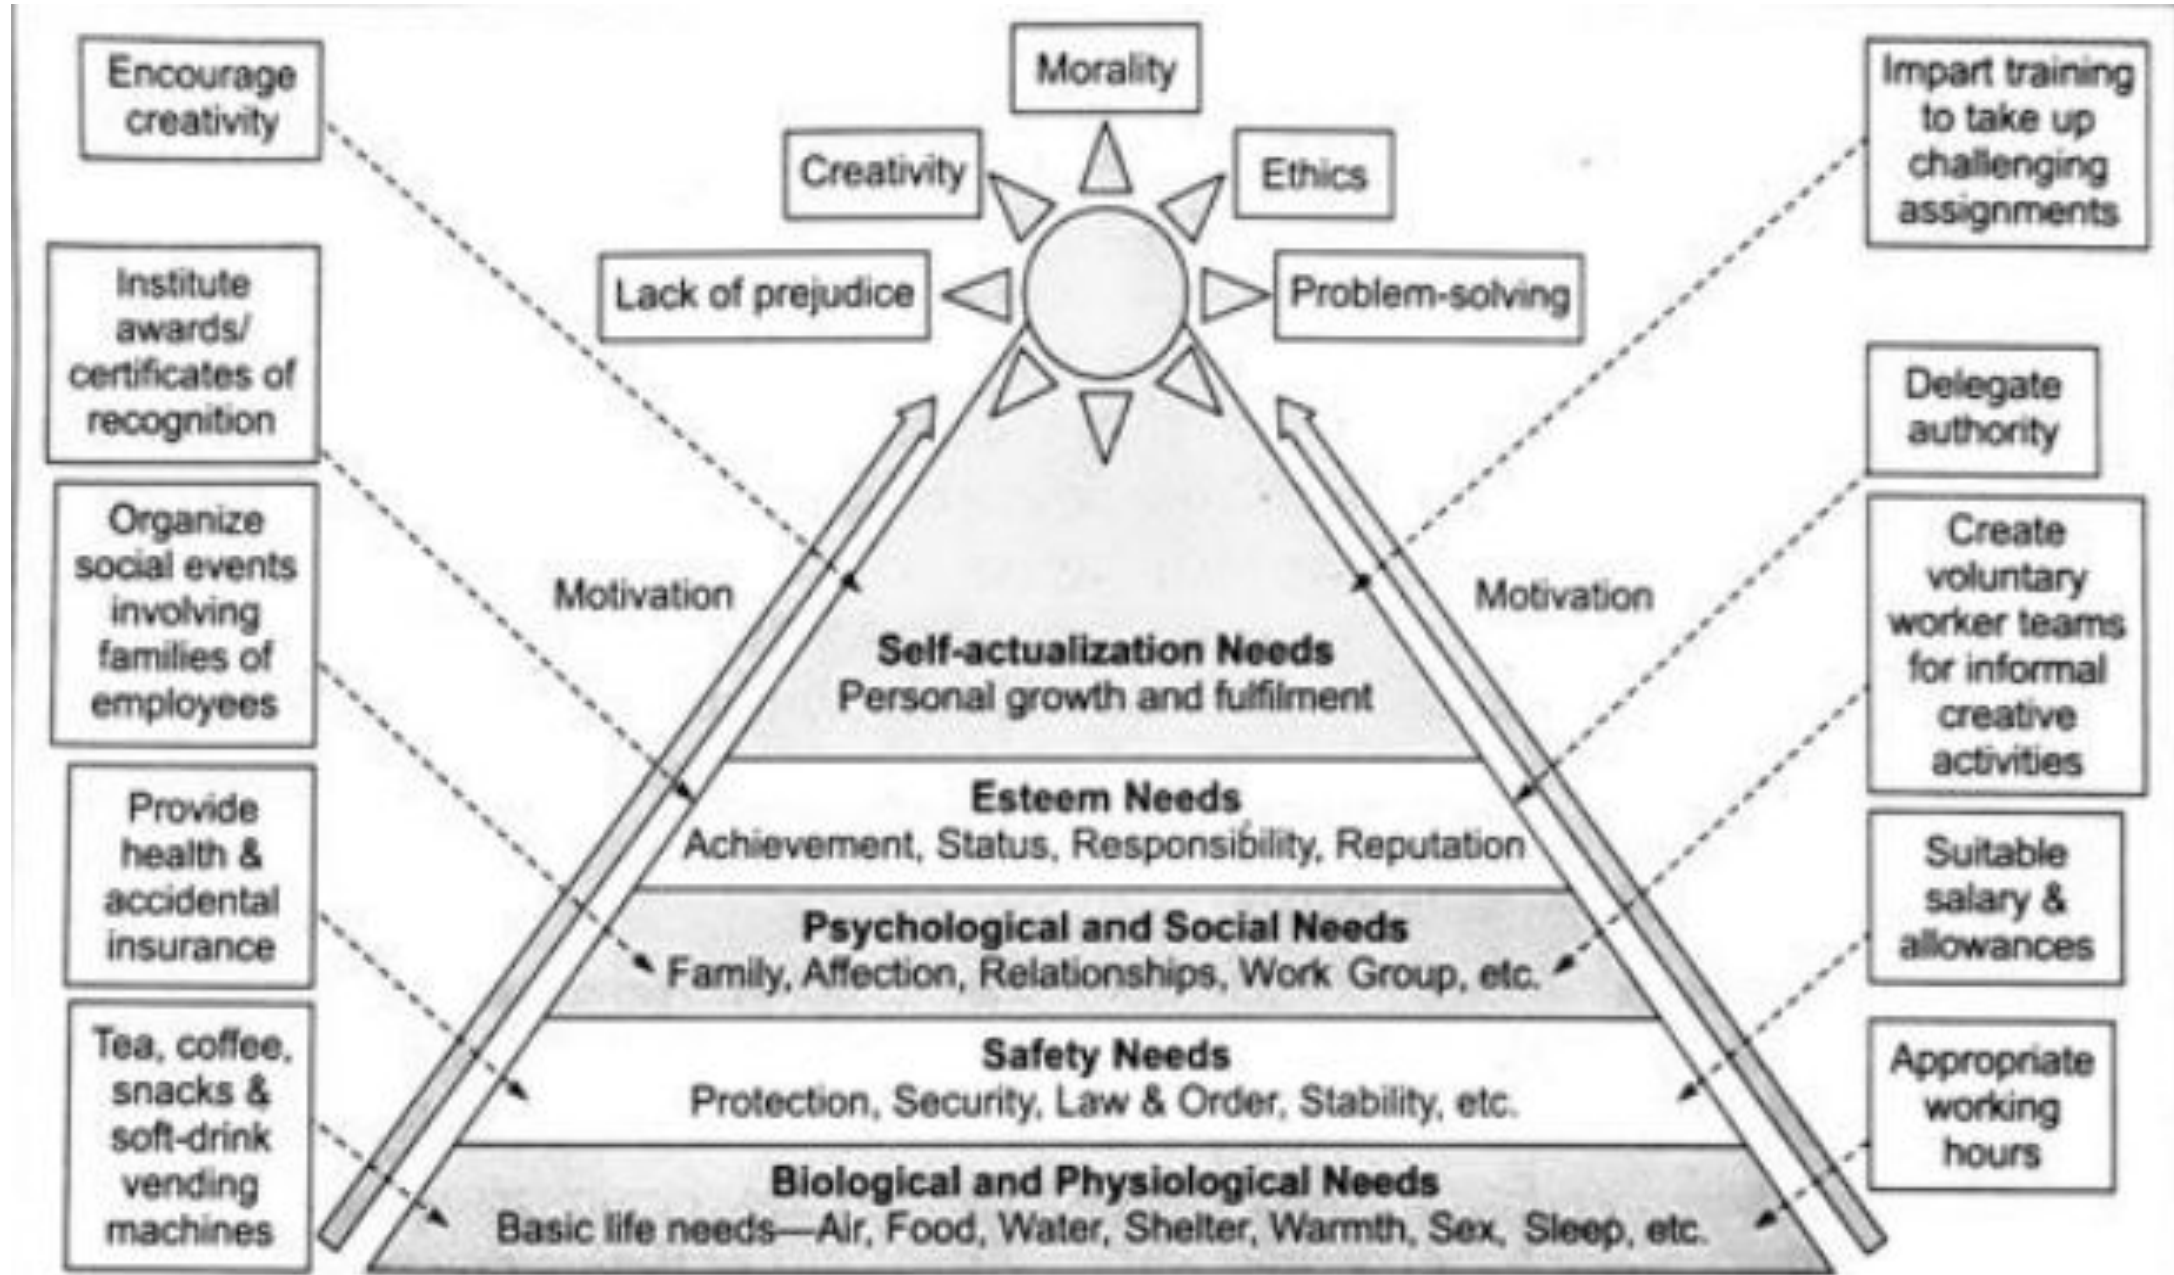 Encourage
creativity
Institute
awards/
certificates of
recognition
Organize
social events
involving
families of
employees
Provide
health &
accidental
insurance
Tea, coffee,
snacks &
soft-drink
vending
machines
Morality
Creativity
Ethics
Lack of prejudice
Problem-solving
Motivation
Motivation
Self-actualization Needs
Personal growth and fulfilment
Esteem Needs
Achievement, Status, Responsibility, Reputation
Psychological and Social Needs
Family, Affection, Relationships, Work Group, etc.
Safety Needs
Protection, Security, Law & Order, Stability, etc.
Biological and Physiological Needs
Basic life needs—Air, Food, Water, Shelter, Warmth, Sex, Sleep, etc.
Impart training
to take up
challenging
assignments
Delegate
authority
Create
voluntary
worker teams
for informal
creative
activities
Suitable
salary &
allowances
Appropriate
working
hours